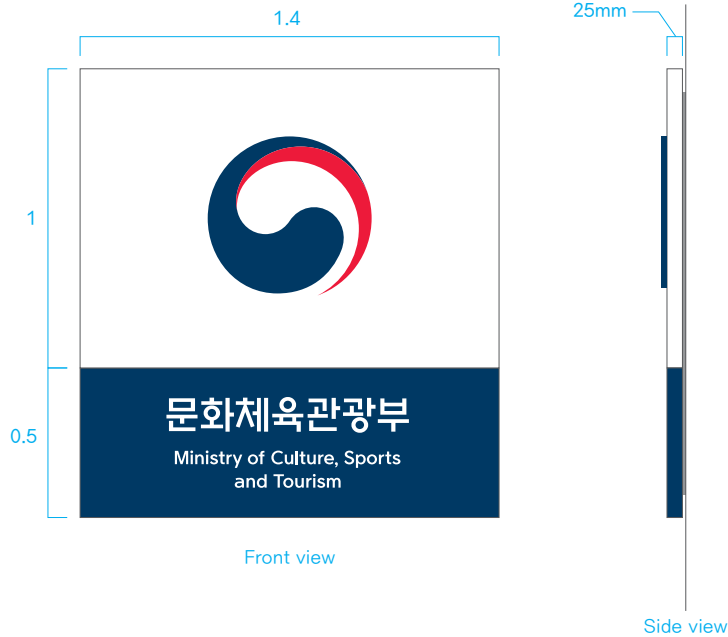 1.4
25mm
1
0.5
문화체육관광부
Ministry of Culture, Sports
and Tourism
Front view
Side view